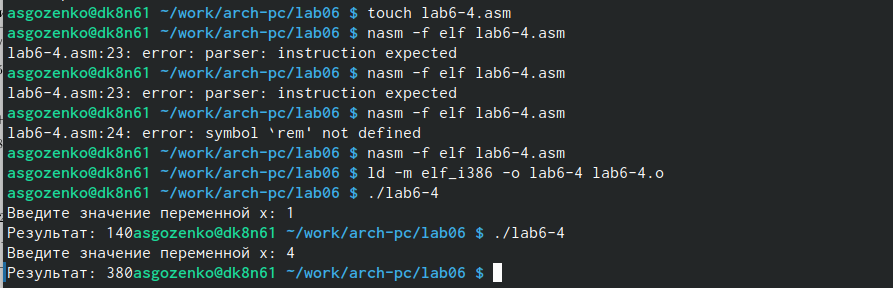 asgozenko@dk8n61 ~/work/arch-pc/lab06 $ touch lab6-4.asm
asgozenko@dk8n61 ~/work/arch-pc/lab06 $ nasm -f elf lab6-4.asm
lab6-4.asm:23: error: parser: instruction expected
asgozenko@dk8n61 ~/work/arch-pc/lab06 $ nasm -f elf lab6-4.asm
lab6-4.asm:23: error: parser: instruction expected
asgozenko@dk8n61 ~/work/arch-pc/lab06 $ nasm -f elf lab6-4.asm
lab6-4.asm:24: error: symbol `rem' not defined
asgozenko@dk8n61 ~/work/arch-pc/lab06 $ nasm -f elf lab6-4.asm
asgozenko@dk8n61 ~/work/arch-pc/lab06 $ ld -m elf_i386 -o lab6-4 lab6-4.o
asgozenko@dk8n61 ~/work/arch-pc/lab06 $ ./lab6-4
Введите значение переменной x: 1
Результат: 140asgozenko@dk8n61 ~/work/arch-pc/lab06 $ ./lab6-4
Введите значение переменной x: 4
Результат: 380asgozenko@dk8n61 ~/work/arch-pc/lab06 $